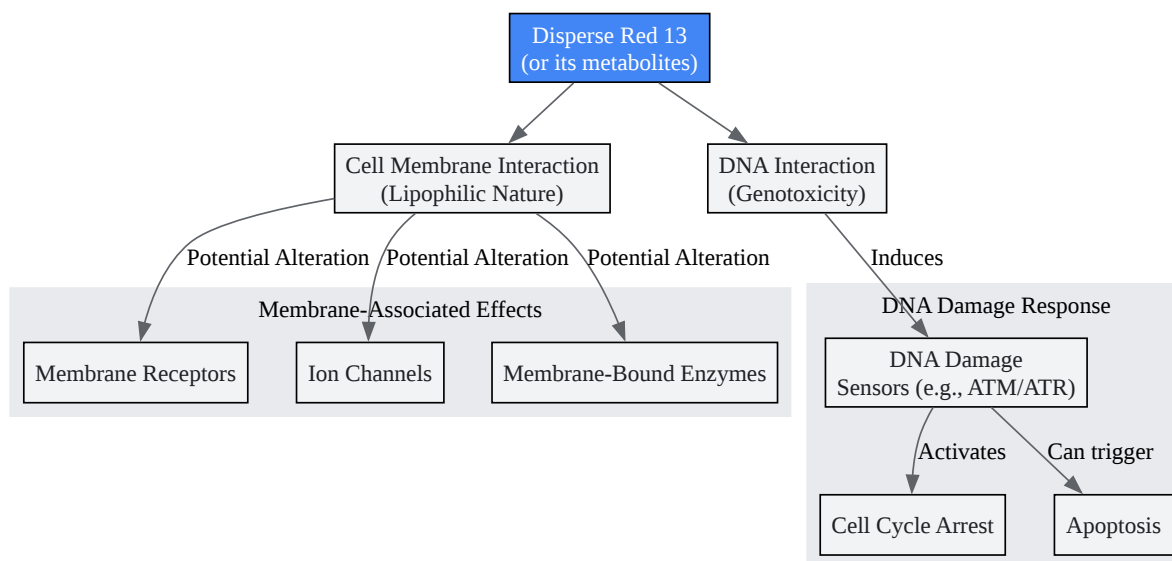 Disperse Red 13
(or its metabolites)
Cell Membrane Interaction
(Lipophilic Nature)
DNA Interaction
(Genotoxicity)
Potential Alteration
Potential Alteration
Potential Alteration
Induces
Membrane-Associated Effects
DNA Damage Response
Membrane Receptors
Ion Channels
Membrane-Bound Enzymes
DNA Damage
Sensors (e.g., ATM/ATR)
Activates
Can trigger
Cell Cycle Arrest
Apoptosis